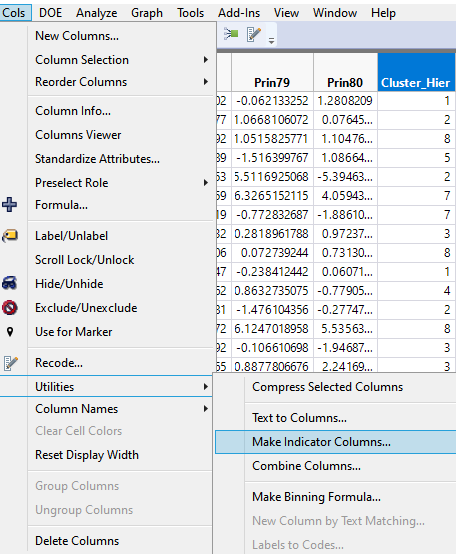 Cols DOE Analyze Graph Tools Add-Ins View Window Help
New Columns...
Column Selection
Reorder Columns
Column Info...
Columns Viewer
Standardize Attributes...
Preselect Role
Formula...
Label/Unlabel
Scroll Lock/Unlock
Hide/Unhide
Exclude/Unexclude
Use for Marker
Recode...
Utilities
Column Names
Clear Cell Colors
Reset Display Width
Group Columns
Ungroup Columns
Delete Columns
Compress Selected Columns
Text to Columns...
Make Indicator Columns...
Combine Columns...
Make Binning Formula...
New Column by Text Matching...
Labels to Codes...
Prin79 Prin80 Cluster_Hier
02 -0.062133252 1.2808209 1
77 1.0668106072 0.07645... 2
92 1.0515825771 1.10476... 8
39 -1.516399767 1.08664... 5
53 5.5116925068 -5.39463... 2
59 6.3265152115 4.05943... 7
19 -0.772832687 -1.88610... 7
32 0.2818961788 0.97237... 3
06 0.072739244 0.73130... 8
47 -0.238412442 0.06071... 1
52 0.8632735075 -0.77905... 4
31 -1.476104356 -0.27747... 2
72 6.1247018958 5.53563... 8
92 -0.106610698 -1.94687... 3
55 0.8877806676 2.24169... 3